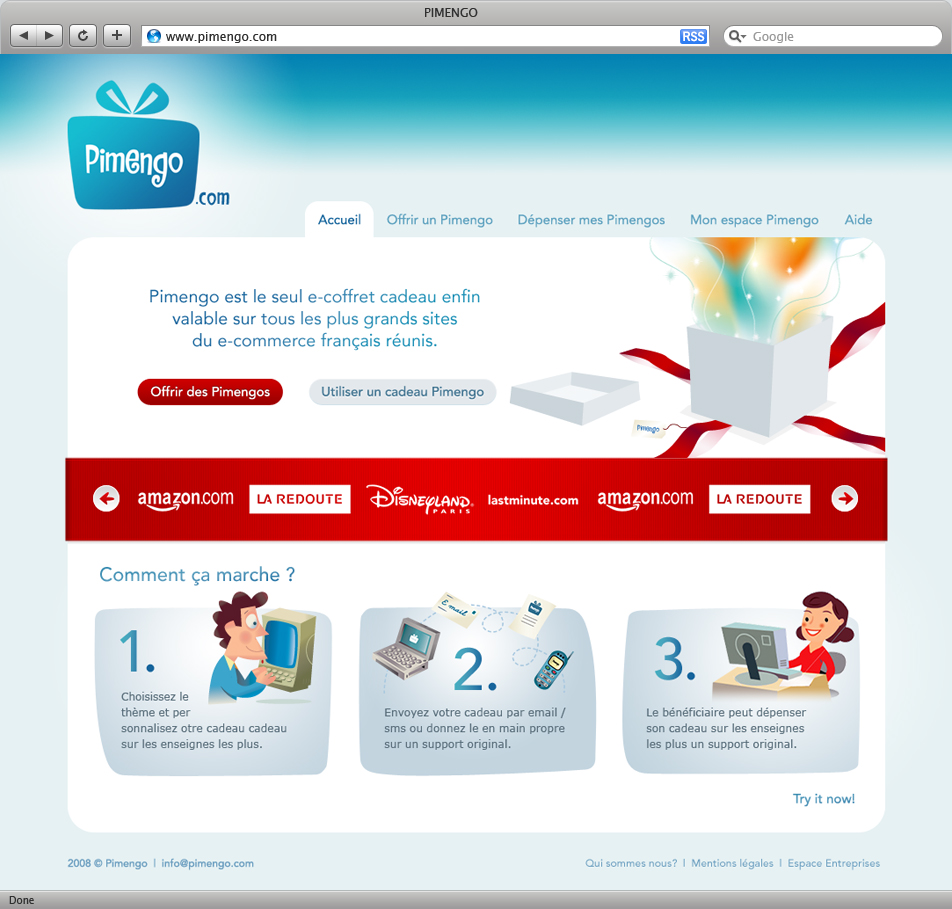 PIMENGO
www.pimengo.com
RSS
Google
Pimengo
.com
Accueil
Offrir un Pimengo
Dépenser mes Pimengos
Mon espace Pimengo
Aide
Pimengo est le seul e-coffret cadeau enfin
valable sur tous les plus grands sites
du e-commerce français réunis.
Offrir des Pimengos
Utiliser un cadeau Pimengo
Pimengo
amazon.com
LA REDOUTE
DISNEYLAND
PARIS
lastminute.com
amazon.com
LA REDOUTE
Comment ça marche ?
1.
Choisissez le
thème et per
sonnalisez otre cadeau cadeau
sur les enseignes les plus.
E mail
2.
Envoyez votre cadeau par email /
sms ou donnez le en main propre
sur un support original.
3.
Le bénéficiaire peut dépenser
son cadeau sur les enseignes
les plus un support original.
Try it now!
2008 © Pimengo | info@pimengo.com
Qui sommes nous? | Mentions légales | Espace Entreprises
Done